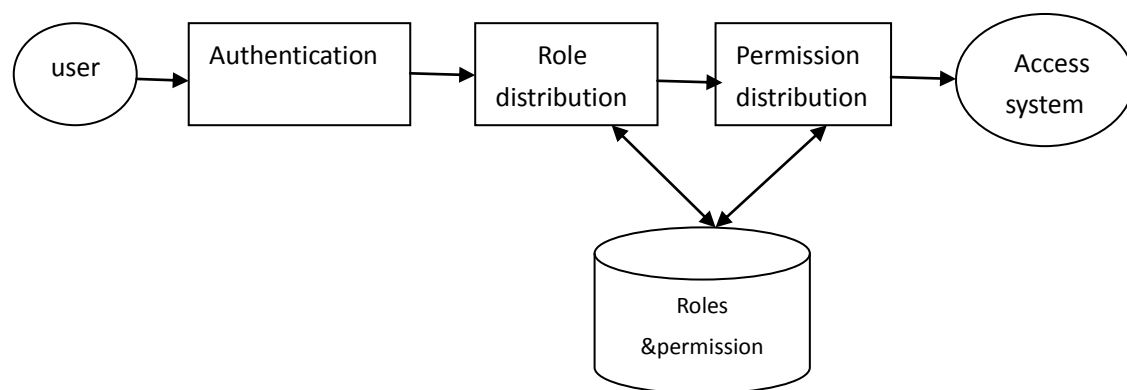 user
Authentication
Role
distribution
Permission
distribution
Access
system
Roles
&permission